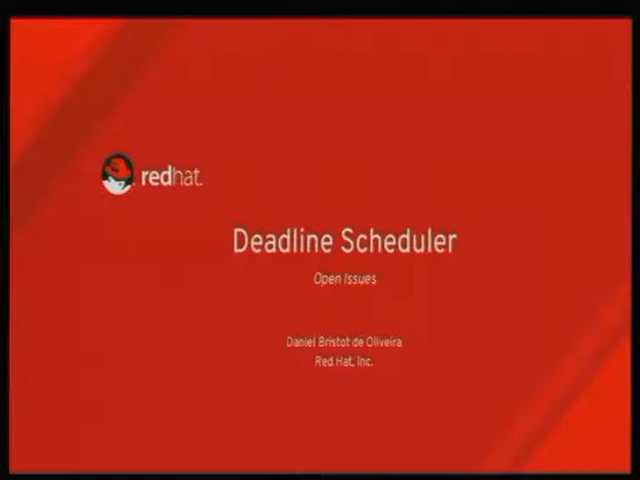 redhat.
Deadline Scheduler
Open Issues
Daniel Bristot de Oliveira
Red Hat, Inc.